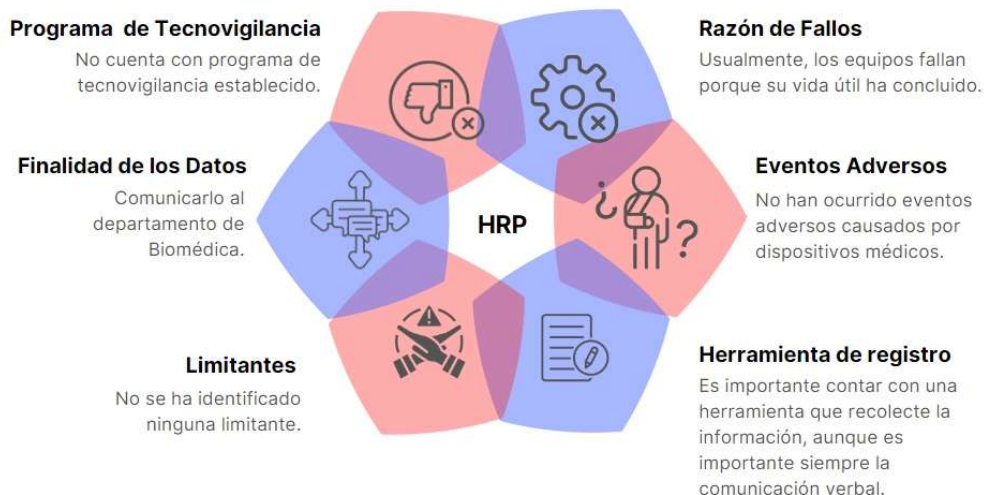 Programa de Tecnovigilancia
No cuenta con programa de
tecnovigilancia establecido.
Razón de Fallos
Usualmente, los equipos fallan
porque su vida útil ha concluido.
Finalidad de los Datos
Comunicarlo al
departamento de
Biomédica.
HRP
¿
?
Eventos Adversos
No han ocurrido eventos
adversos causados por
dispositivos médicos.
Limitantes
No se ha identificado
ninguna limitante.
Herramienta de registro
Es importante contar con una
herramienta que recolecte la
información, aunque es
importante siempre la
comunicación verbal.